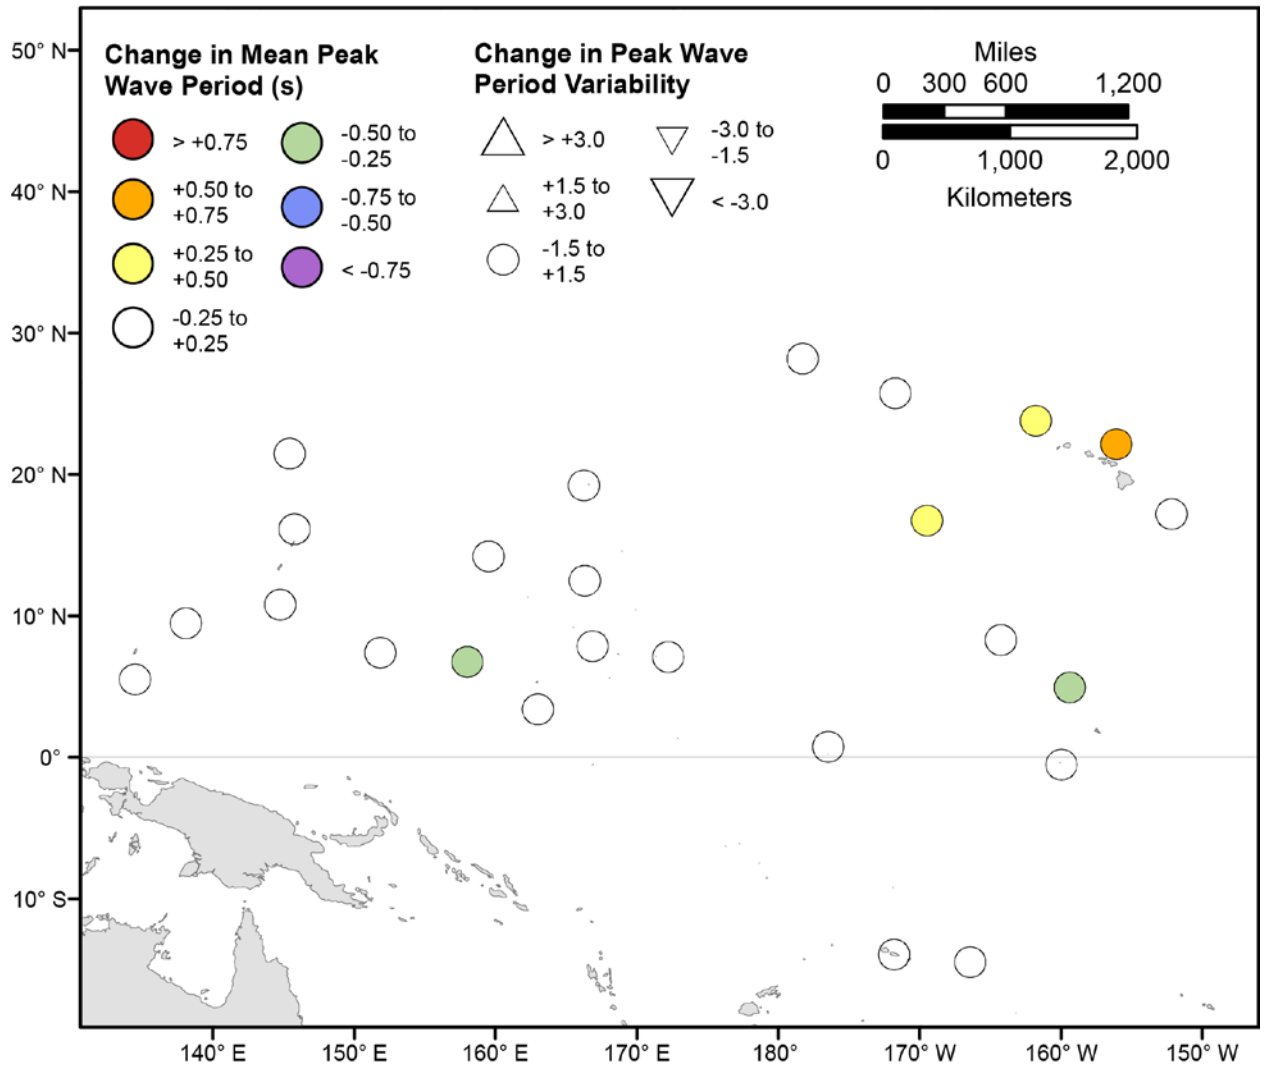 Change in Mean Peak
Wave Period (s)
> +0.75
+0.50 to
+0.75
+0.25 to
+0.50
-0.25 to
+0.25
-0.50 to
-0.25
-0.75 to
-0.50
< -0.75
Change in Peak Wave
Period Variability
> +3.0
+1.5 to
+3.0
-1.5 to
+1.5
-3.0 to
-1.5
< -3.0
Miles
0 300 600 1,200
0 1,000 2,000
Kilometers
50° N
40° N
30° N
20° N
10° N
0°
10° S
140° E 150° E 160° E 170° E 180° 170° W 160° W 150° W